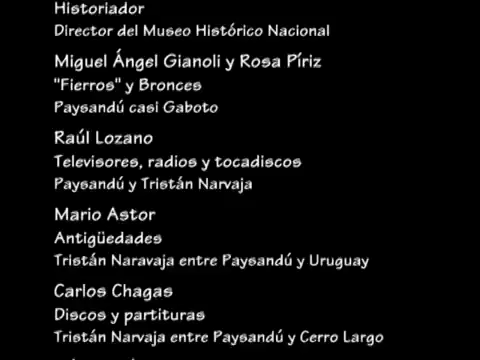 Historiador
Director del Museo Histórico Nacional
Miguel Ángel Gianoli y Rosa Píriz
"Fierros" y Bronces
Paysandú casi Gaboto
Raúl Lozano
Televisores, radios y tocadiscos
Paysandú y Tristán Narvaja
Mario Astor
Antigüedades
Tristán Naravaja entre Paysandú y Uruguay
Carlos Chagas
Discos y partituras
Tristán Narvaja entre Paysandú y Cerro Largo